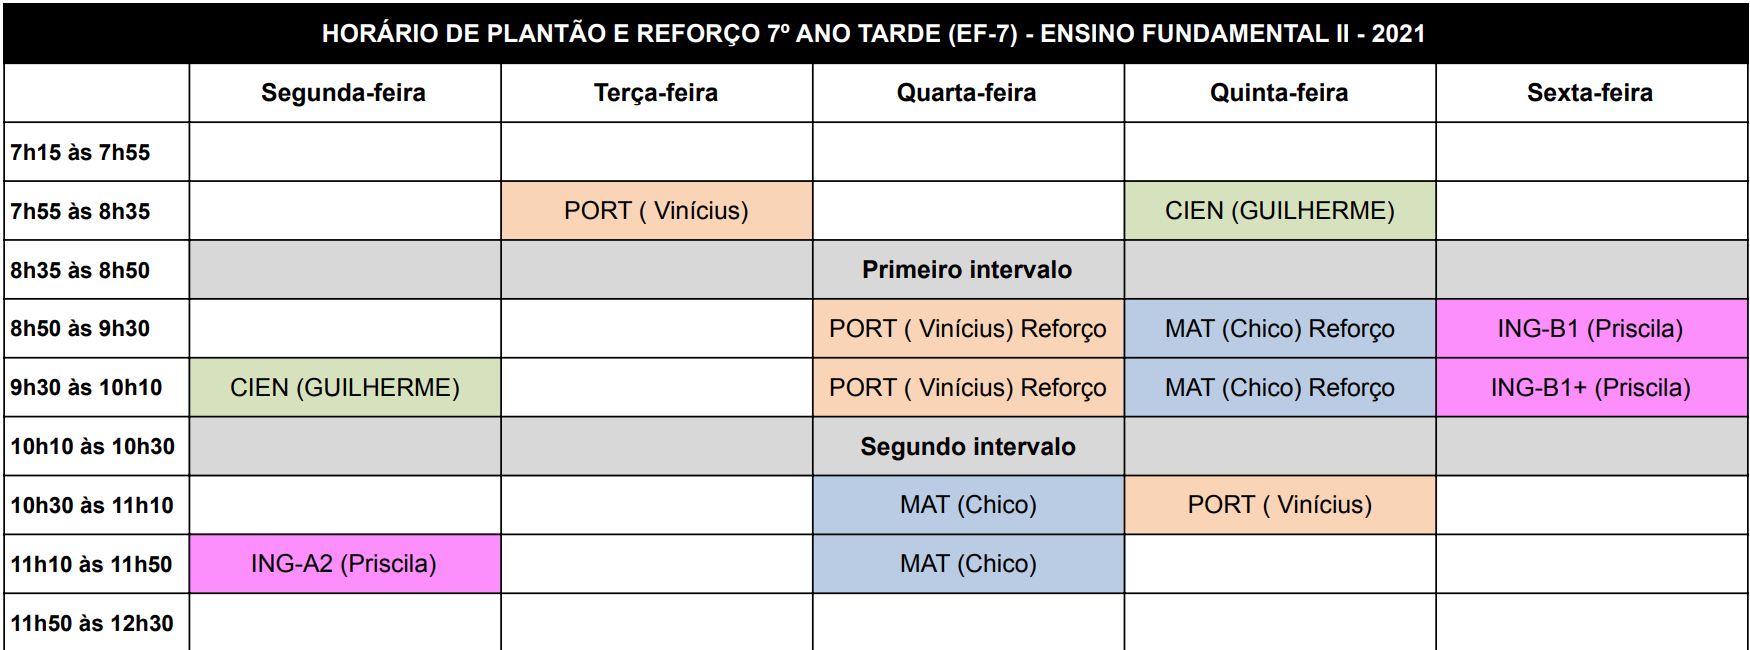 HORÁRIO DE PLANTÃO E REFORÇO 7º ANO TARDE (EF-7) - ENSINO FUNDAMENTAL II - 2021
Segunda-feira Terça-feira Quarta-feira Quinta-feira Sexta-feira
7h15 às 7h55
7h55 às 8h35 PORT ( Vinícius) CIEN (GUILHERME)
8h35 às 8h50 Primeiro intervalo
8h50 às 9h30 PORT ( Vinícius) Reforço MAT (Chico) Reforço ING-B1 (Priscila)
9h30 às 10h10 CIEN (GUILHERME) PORT ( Vinícius) Reforço MAT (Chico) Reforço ING-B1+ (Priscila)
10h10 às 10h30 Segundo intervalo
10h30 às 11h10 MAT (Chico) PORT ( Vinícius)
11h10 às 11h50 ING-A2 (Priscila) MAT (Chico)
11h50 às 12h30